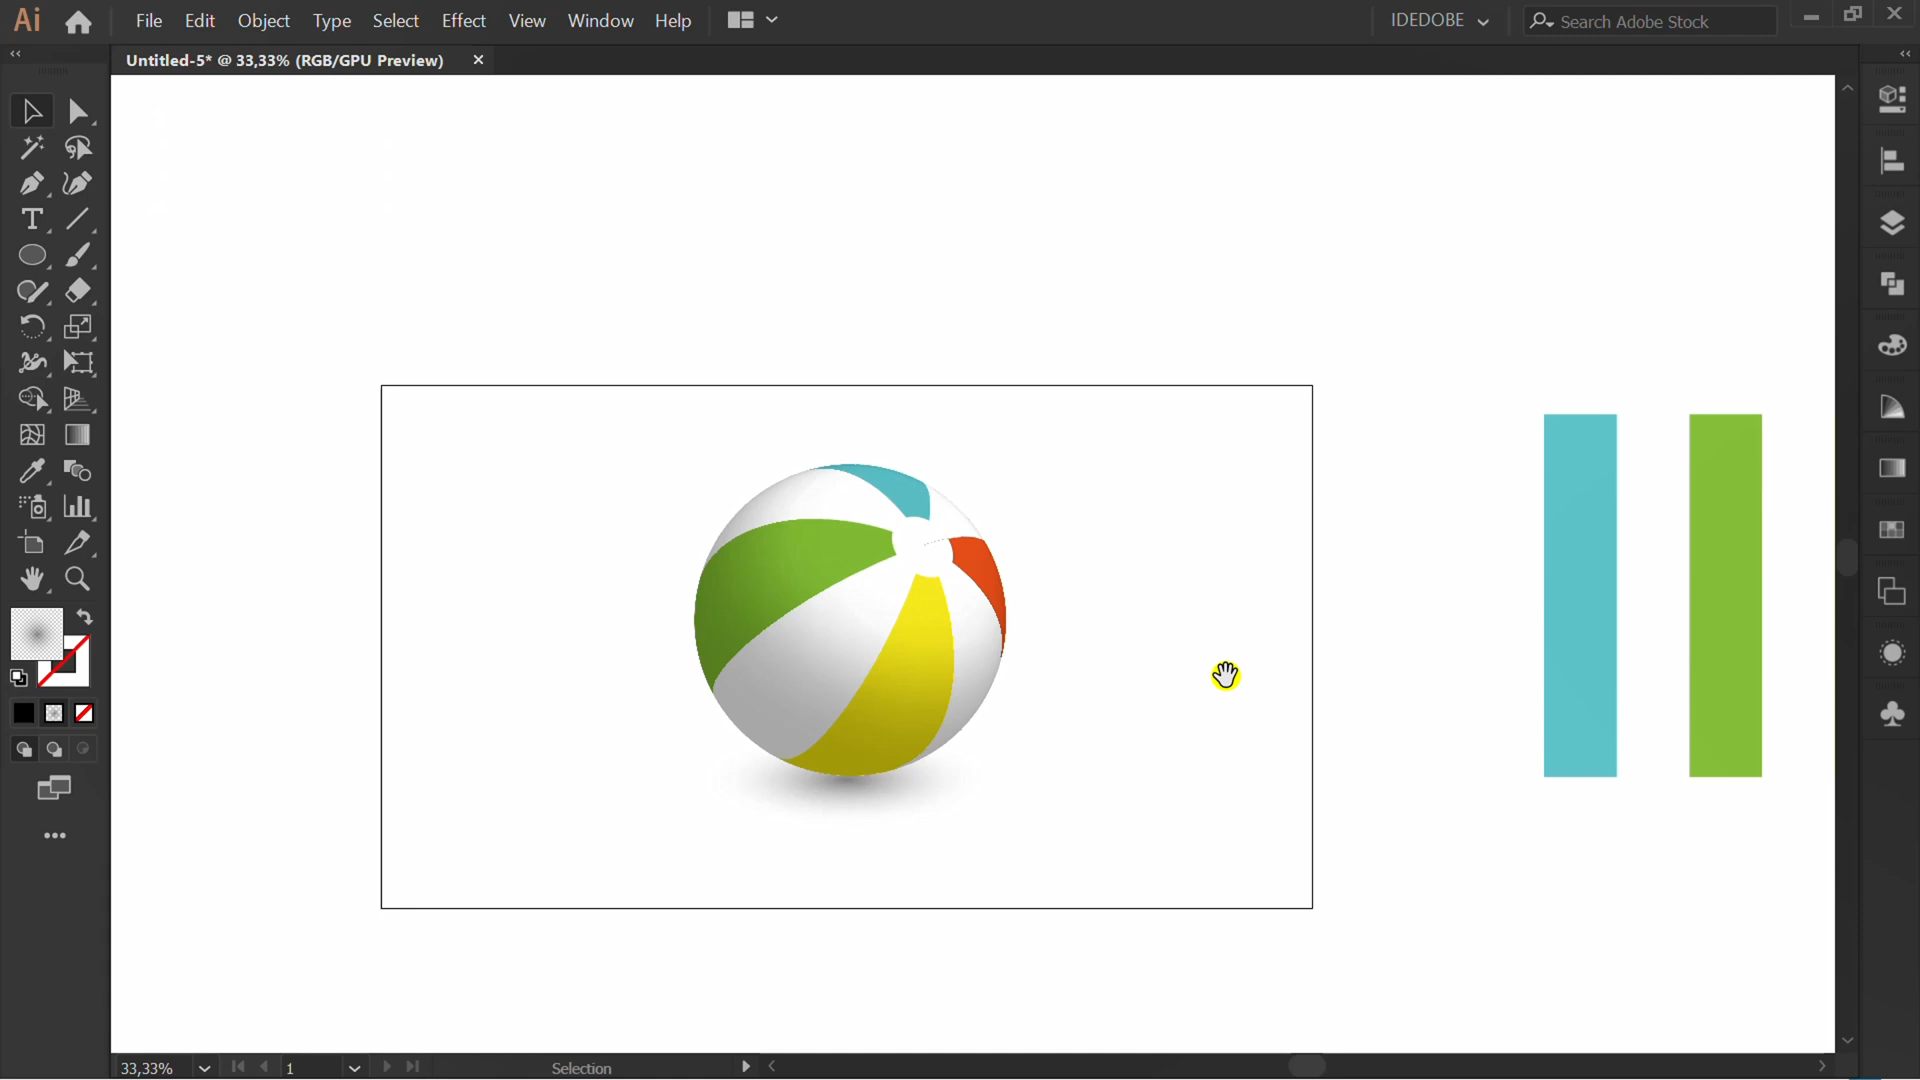 Ai File Edit Object Type Select Effect View Window Help IDEDOBE Search Adobe Stock
Untitled-5* @ 33,33% (RGB/GPU Preview)
T
33,33% 1 Selection